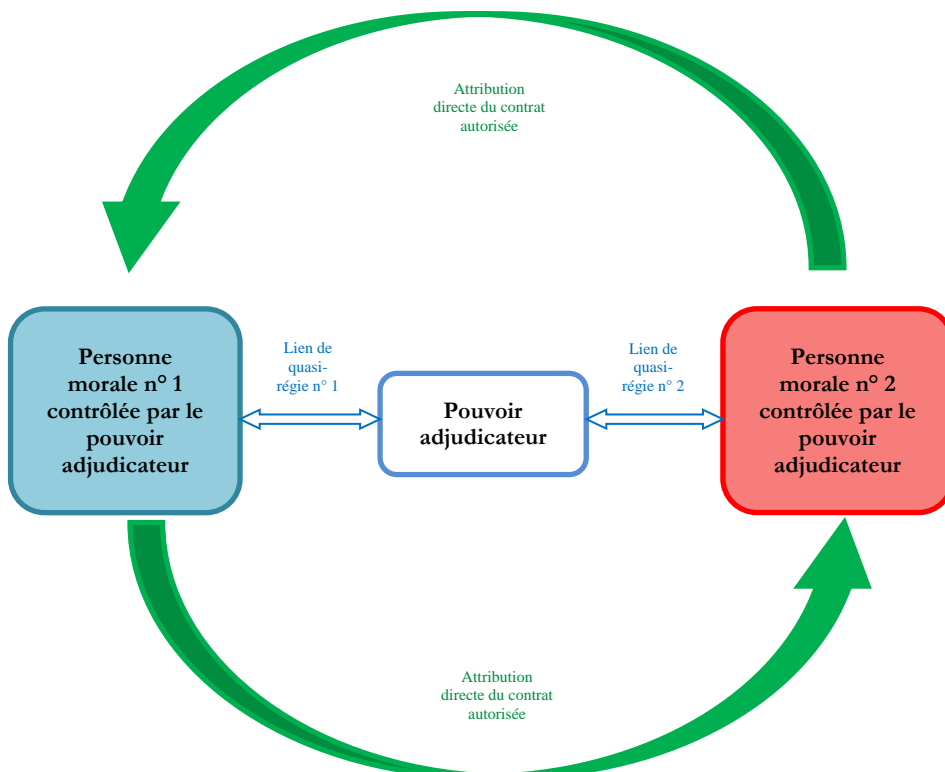 Attribution
directe du contrat
autorisée
Personne
morale n° 1
contrôlée par le
pouvoir
adjudicateur
Lien de
quasi-
régie n° 1
Pouvoir
adjudicateur
Lien de
quasi-
régie n° 2
Personne
morale n° 2
contrôlée par le
pouvoir
adjudicateur
Attribution
directe du contrat
autorisée